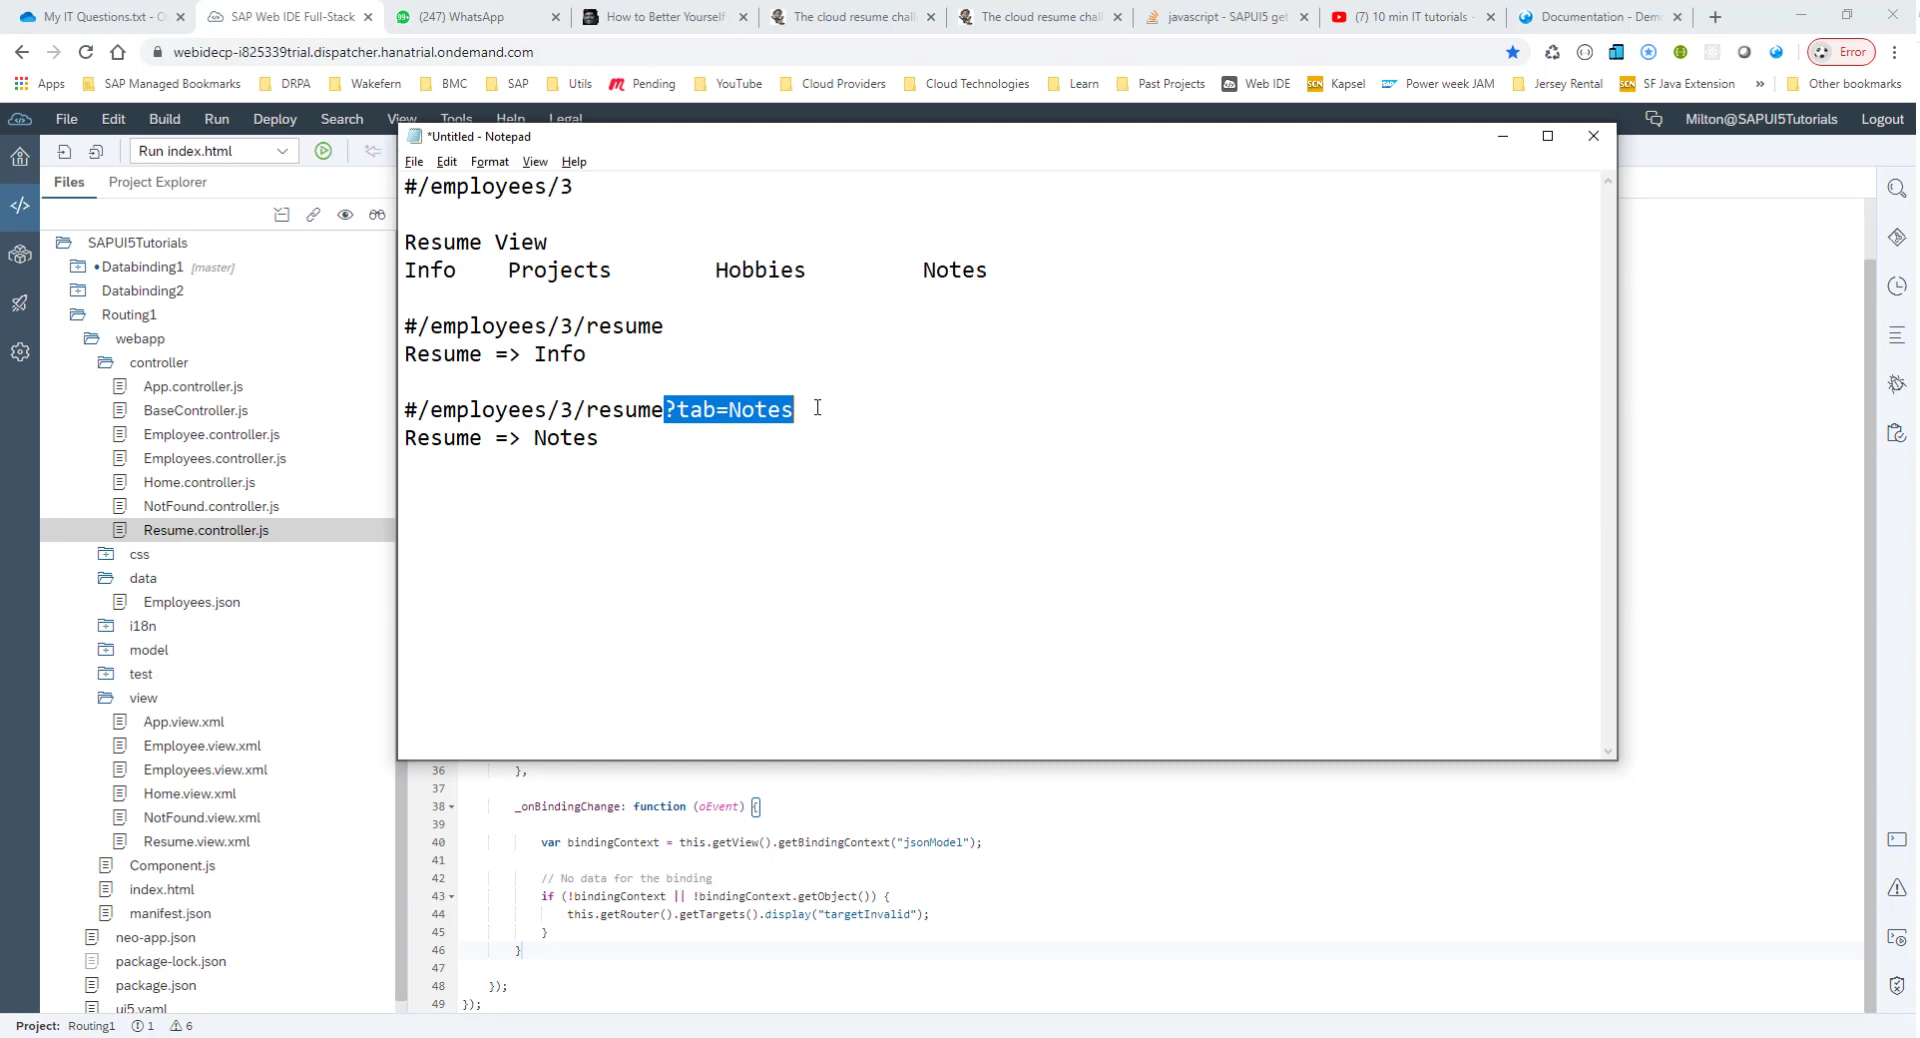 My IT Questions.txt - O
SAP Web IDE Full-Stack
(247) WhatsApp
How to Better Yourself
The cloud resume chall
The cloud resume chall
javascript - SAPUI5 get
(7) 10 min IT tutorials -
Documentation - Demo
webidecp-i825339trial.dispatcher.hanatrial.ondemand.com
Error
Apps
SAP Managed Bookmarks
DRPA
Wakefern
BMC
SAP
Utils
Pending
YouTube
Cloud Providers
Cloud Technologies
Learn
Past Projects
Web IDE
Kapsel
Power week JAM
Jersey Rental
SF Java Extension
»
Other bookmarks
File Edit Build Run Deploy Search View Tools Help Legal
Milton@SAPUI5Tutorials
Logout
Run index.html
Files
Project Explorer
*Untitled - Notepad
File Edit Format View Help
#/employees/3
Resume View
Info Projects Hobbies Notes
#/employees/3/resume
Resume => Info
#/employees/3/resume?tab=Notes
Resume => Notes
SAPUI5Tutorials
Databinding1 [master]
Databinding2
Routing1
webapp
controller
App.controller.js
BaseController.js
Employee.controller.js
Employees.controller.js
Home.controller.js
NotFound.controller.js
Resume.controller.js
css
data
Employees.json
i18n
model
test
view
App.view.xml
Employee.view.xml
Employees.view.xml
Home.view.xml
NotFound.view.xml
Resume.view.xml
Component.js
index.html
manifest.json
neo-app.json
package-lock.json
package.json
ui5.yaml
36 },
37
38 _onBindingChange: function (oEvent) {
39
40 var bindingContext = this.getView().getBindingContext("jsonModel");
41
42 // No data for the binding
43 if (!bindingContext || !bindingContext.getObject()) {
44 this.getRouter().getTargets().display("targetInvalid");
45 }
46 }
47
48 });
49 });
Project: Routing1 1 6